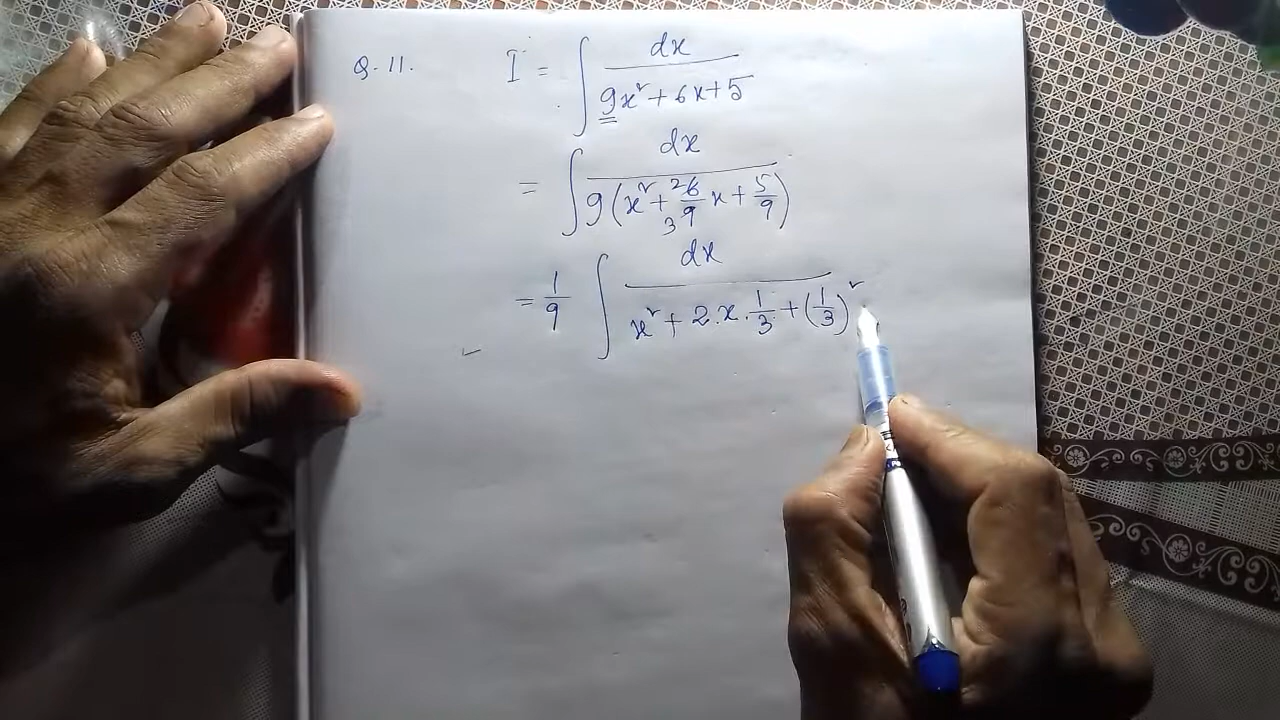 Q. 11. I = ∫ dx / (9x² + 6x + 5)
= ∫ dx / 9(x² + 6/9 2/3 x + 5/9)
= 1/9 ∫ dx / x² + 2.x.1/3 + (1/3)²